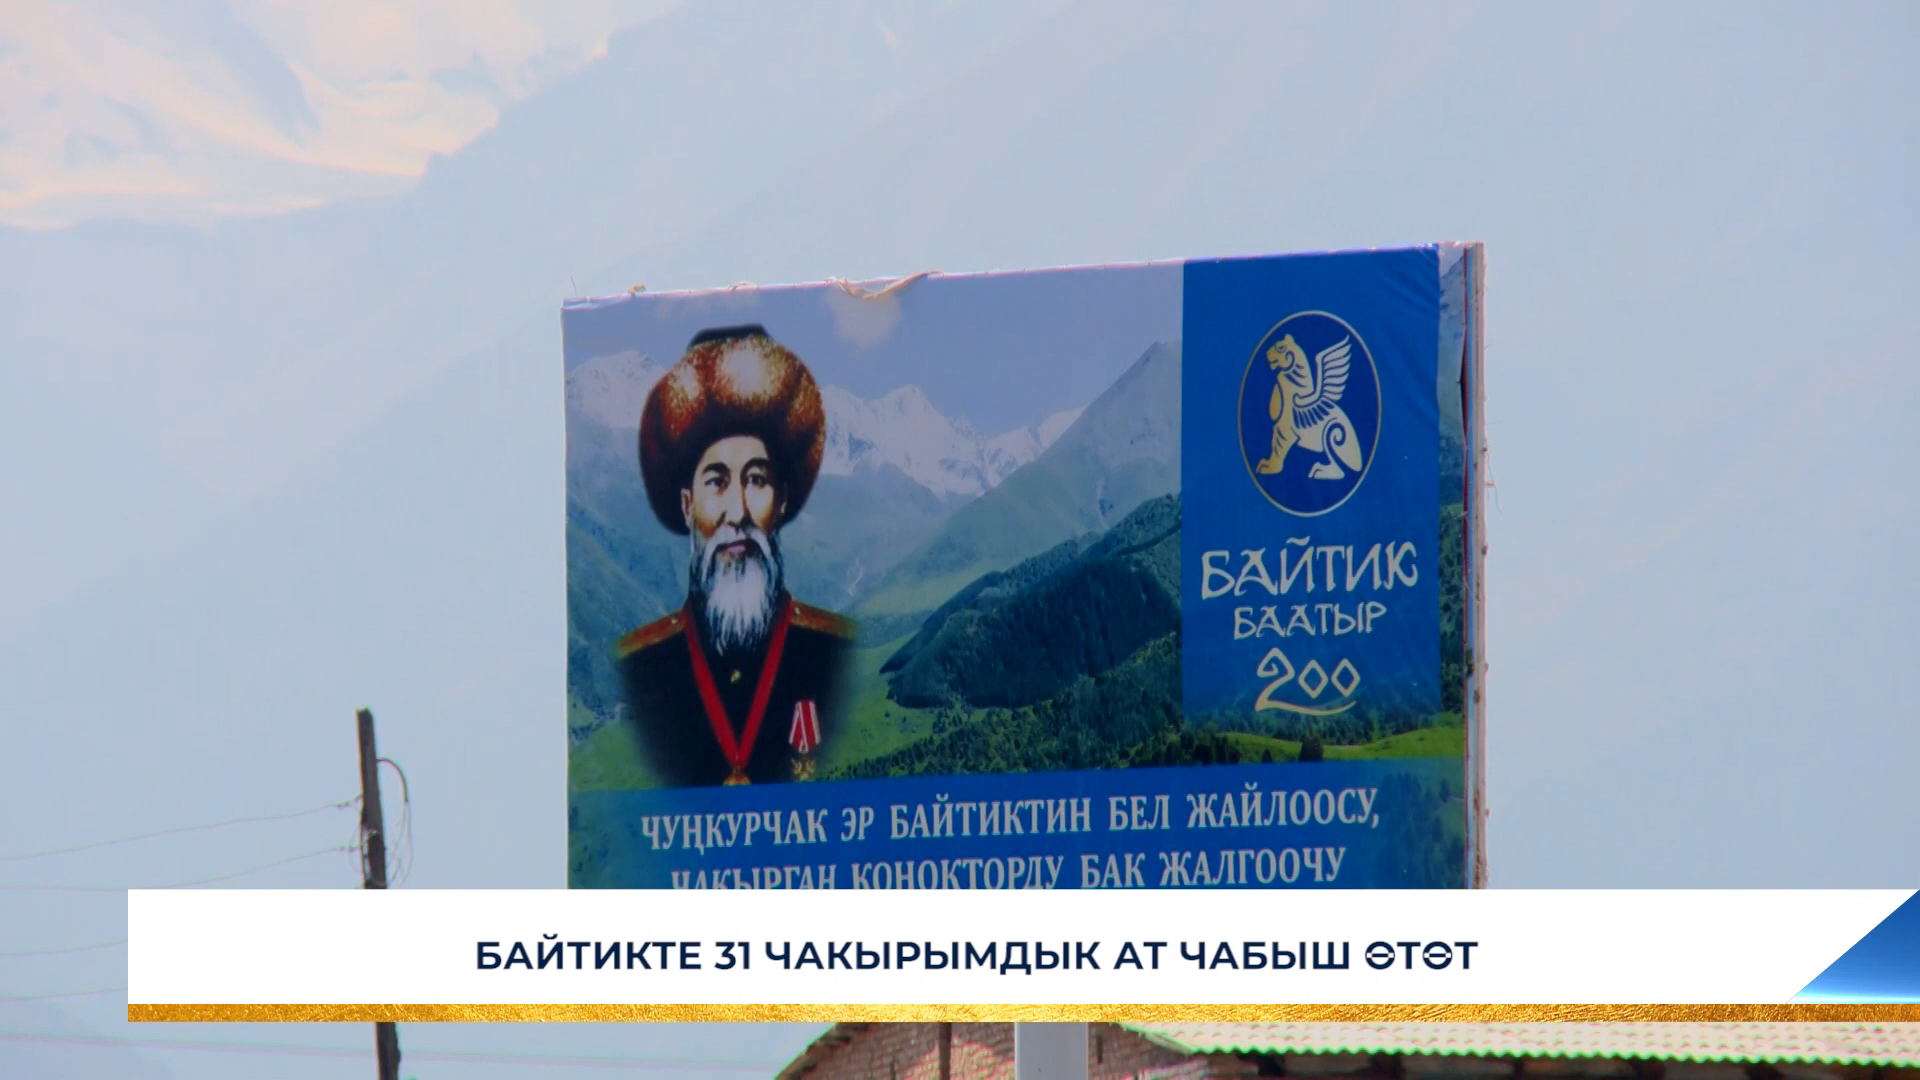 БАЙТИК
БААТЫР
200
ЧУҢКУРЧАК ЭР БАЙТИКТИН БЕЛ ЖАЙЛООСУ,
ЧАКЫРГАН КОНОКТОРДУ БАК ЖАЛГООЧУ
БАЙТИКТЕ 31 ЧАКЫРЫМДЫК АТ ЧАБЫШ ӨТӨТ